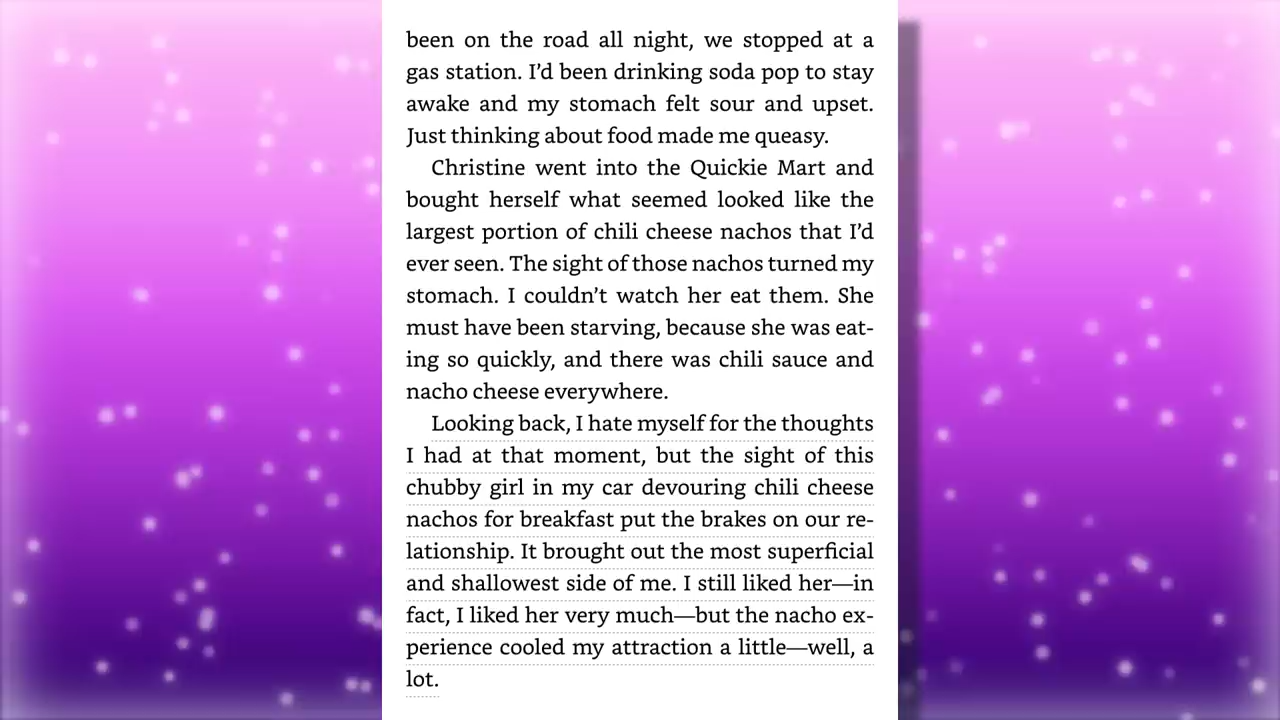 been on the road all night, we stopped at a
gas station. I’d been drinking soda pop to stay
awake and my stomach felt sour and upset.
Just thinking about food made me queasy.
Christine went into the Quickie Mart and
bought herself what seemed looked like the
largest portion of chili cheese nachos that I’d
ever seen. The sight of those nachos turned my
stomach. I couldn’t watch her eat them. She
must have been starving, because she was eat-
ing so quickly, and there was chili sauce and
nacho cheese everywhere.
Looking back, I hate myself for the thoughts
I had at that moment, but the sight of this
chubby girl in my car devouring chili cheese
nachos for breakfast put the brakes on our re-
lationship. It brought out the most superficial
and shallowest side of me. I still liked her—in
fact, I liked her very much—but the nacho ex-
perience cooled my attraction a little—well, a
lot.